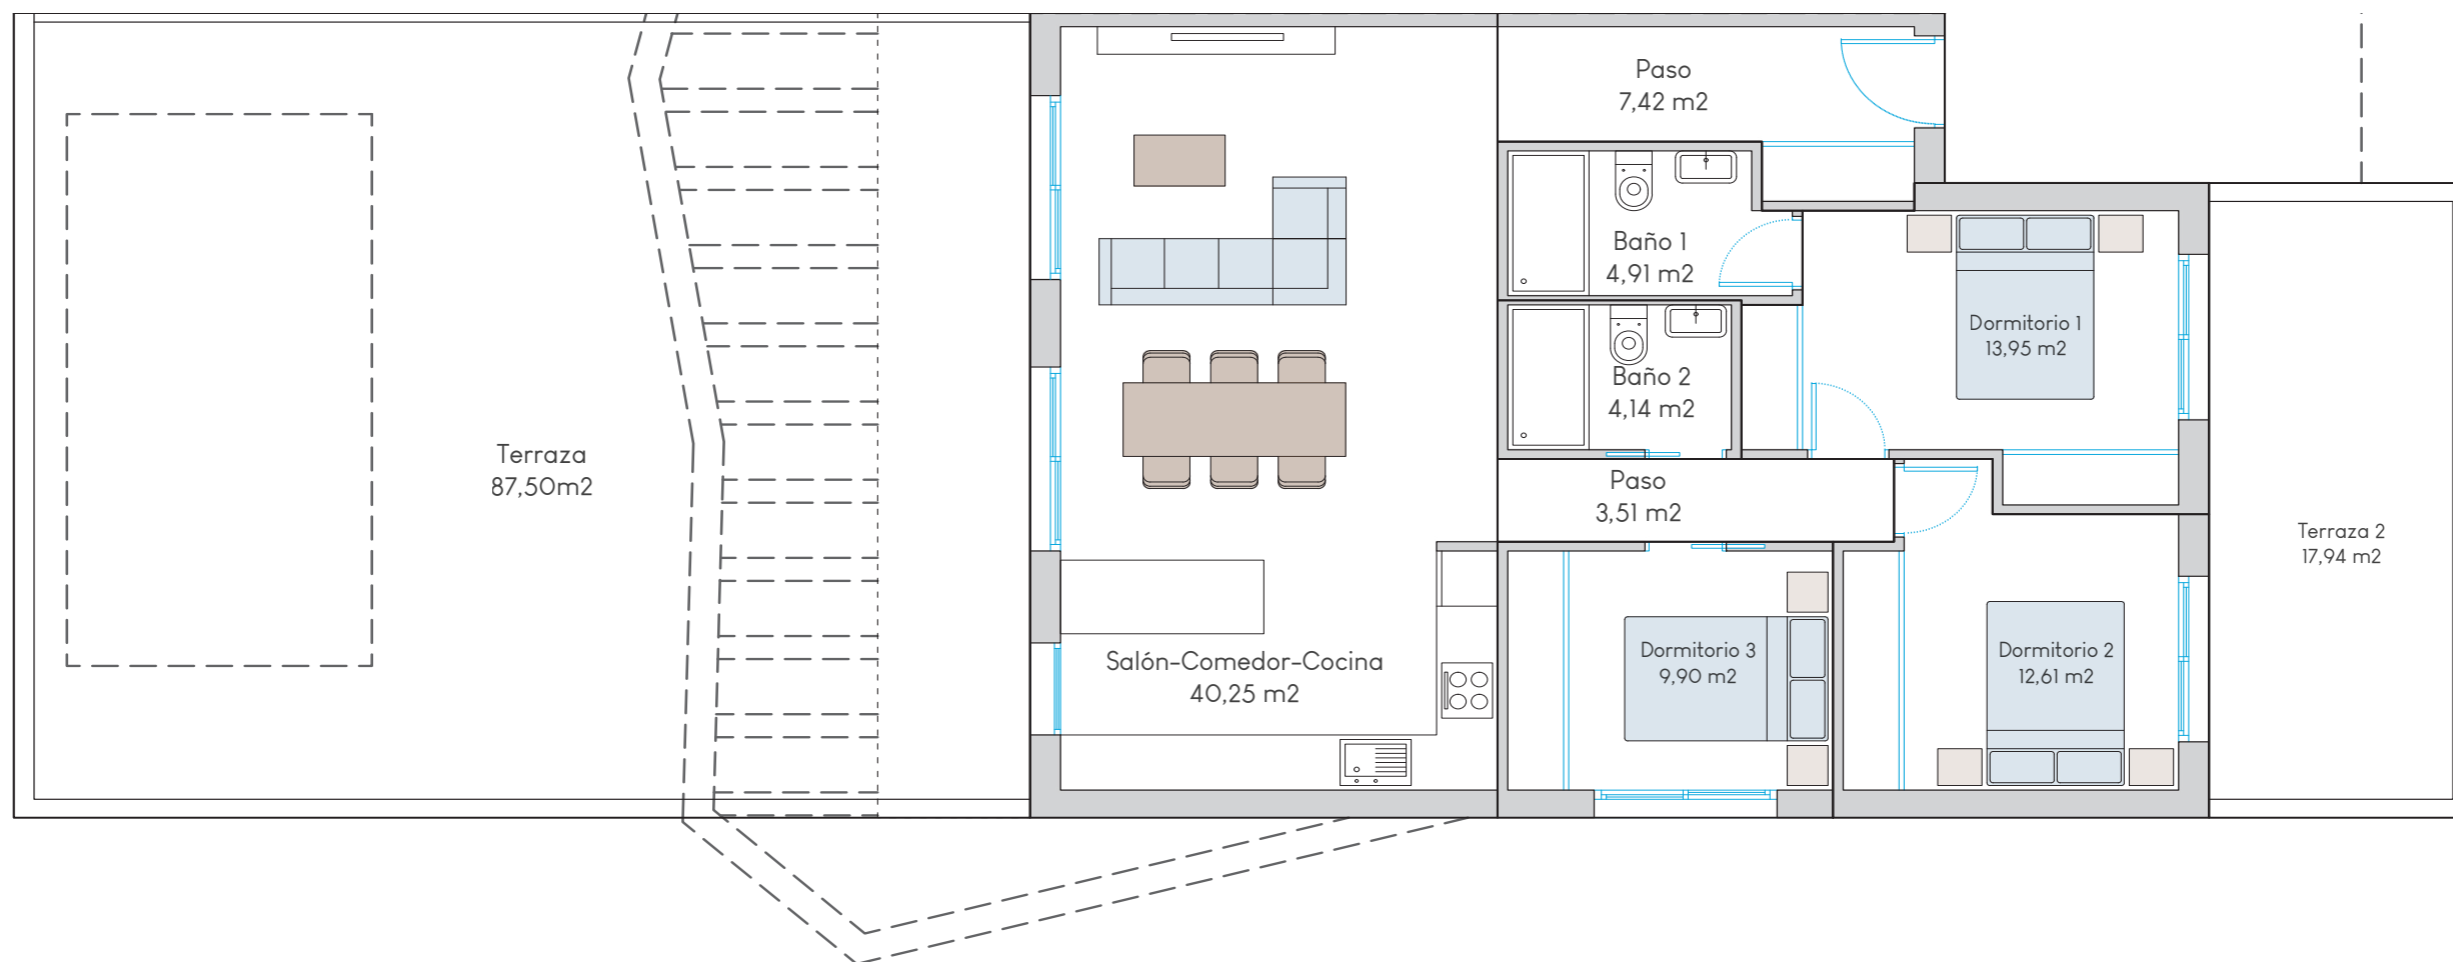 Paso
7,42 m2
Baño 1
4,91 m2
Dormitorio 1
13,95 m2
Baño 2
4,14 m2
Terraza
87,50m2
Paso
3,51 m2
Terraza 2
17,94 m2
Salón-Comedor-Cocina
40,25 m2
Dormitorio 3
9,90 m2
Dormitorio 2
12,61 m2